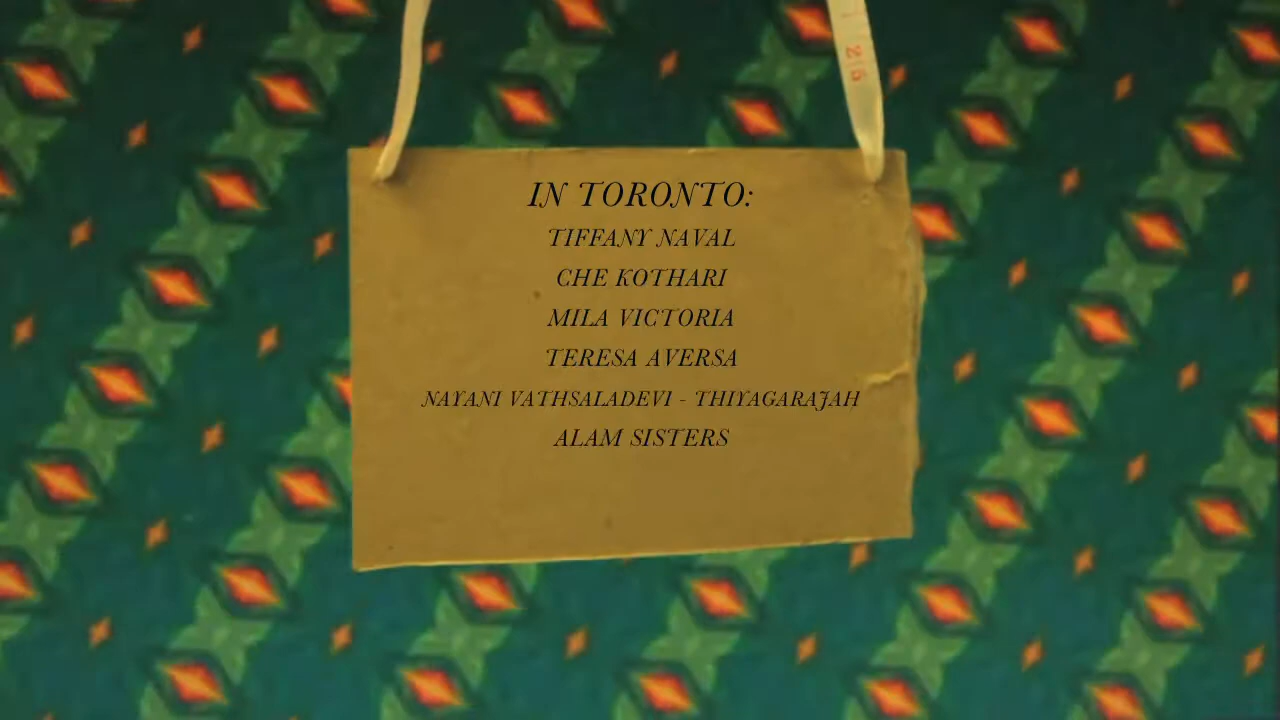 IN TORONTO:
TIFFANY NAVAL
CHE KOTHARI
MILA VICTORIA
TERESA AVERSA
NAYANI VATHSALADEVI - THIYAGARAJAH
ALAM SISTERS